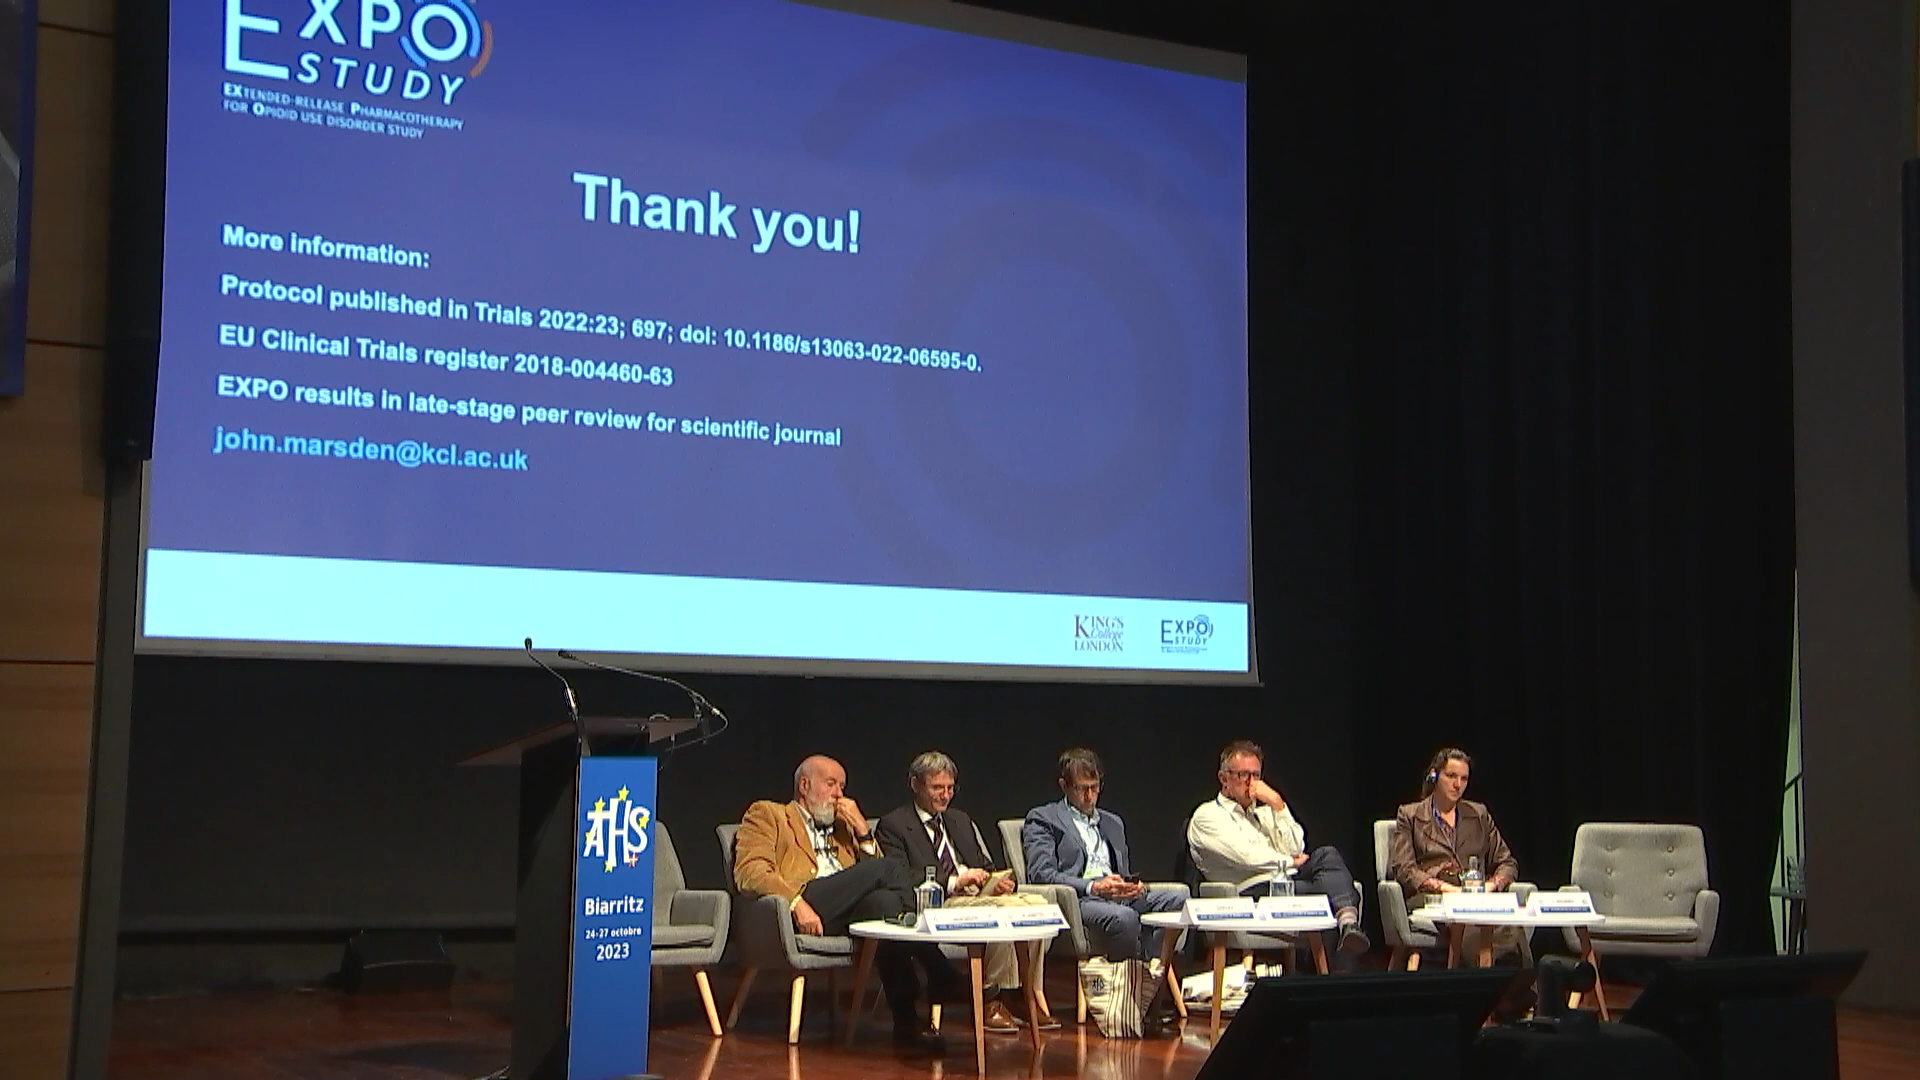 EXPO
STUDY
EXTENDED-RELEASE PHARMACOTHERAPY
FOR OPIOID USE DISORDER STUDY
Thank you!
More information:
Protocol published in Trials 2022:23; 697; doi: 10.1186/s13063-022-06595-0.
EU Clinical Trials register 2018-004460-63
EXPO results in late-stage peer review for scientific journal
john.marsden@kcl.ac.uk
KING'S
College
LONDON
EXPO
STUDY
ATHS
Biarritz
24-27 octobre
2023